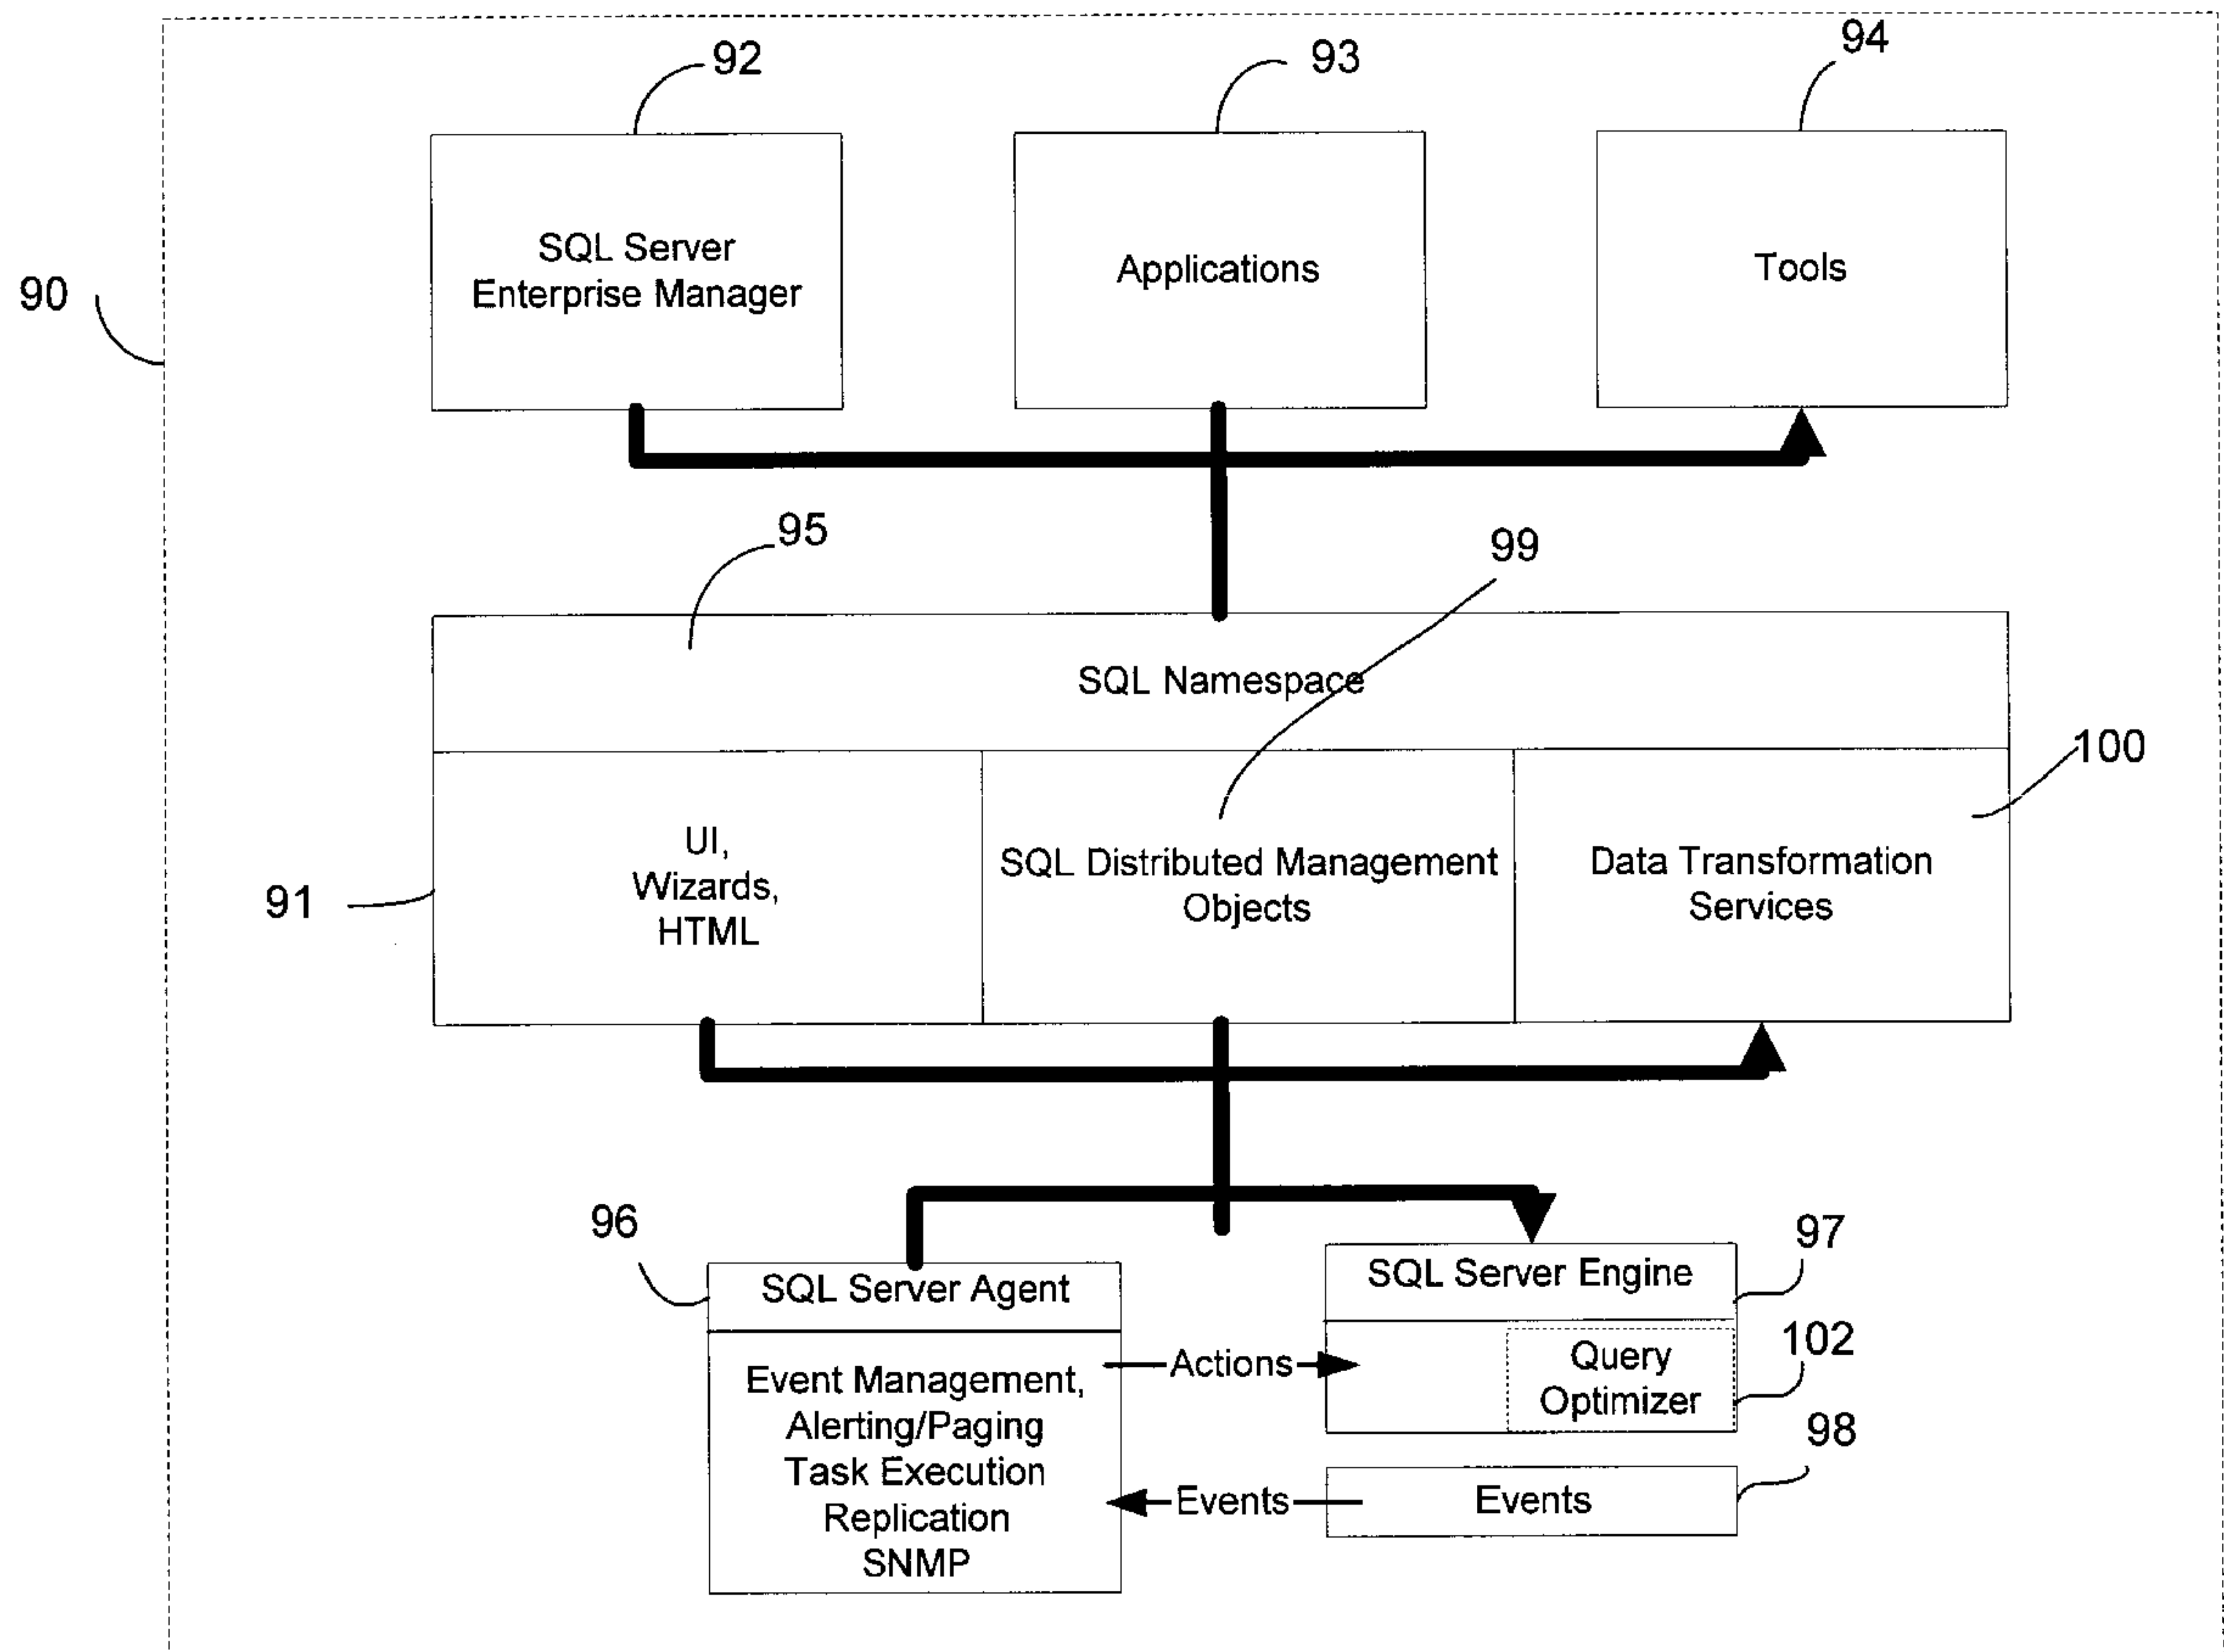 92
93
94
SQL Server
Enterprise Manager
Applications
Tools
90
95
99
SQL Namespace
100
UI,
Wizards,
HTML
SQL Distributed Management
Objects
Data Transformation
Services
91
96
97
SQL Server Agent
SQL Server Engine
102
Event Management,
Alerting/Paging
Task Execution
Replication
SNMP
Actions
Query
Optimizer
98
Events
Events